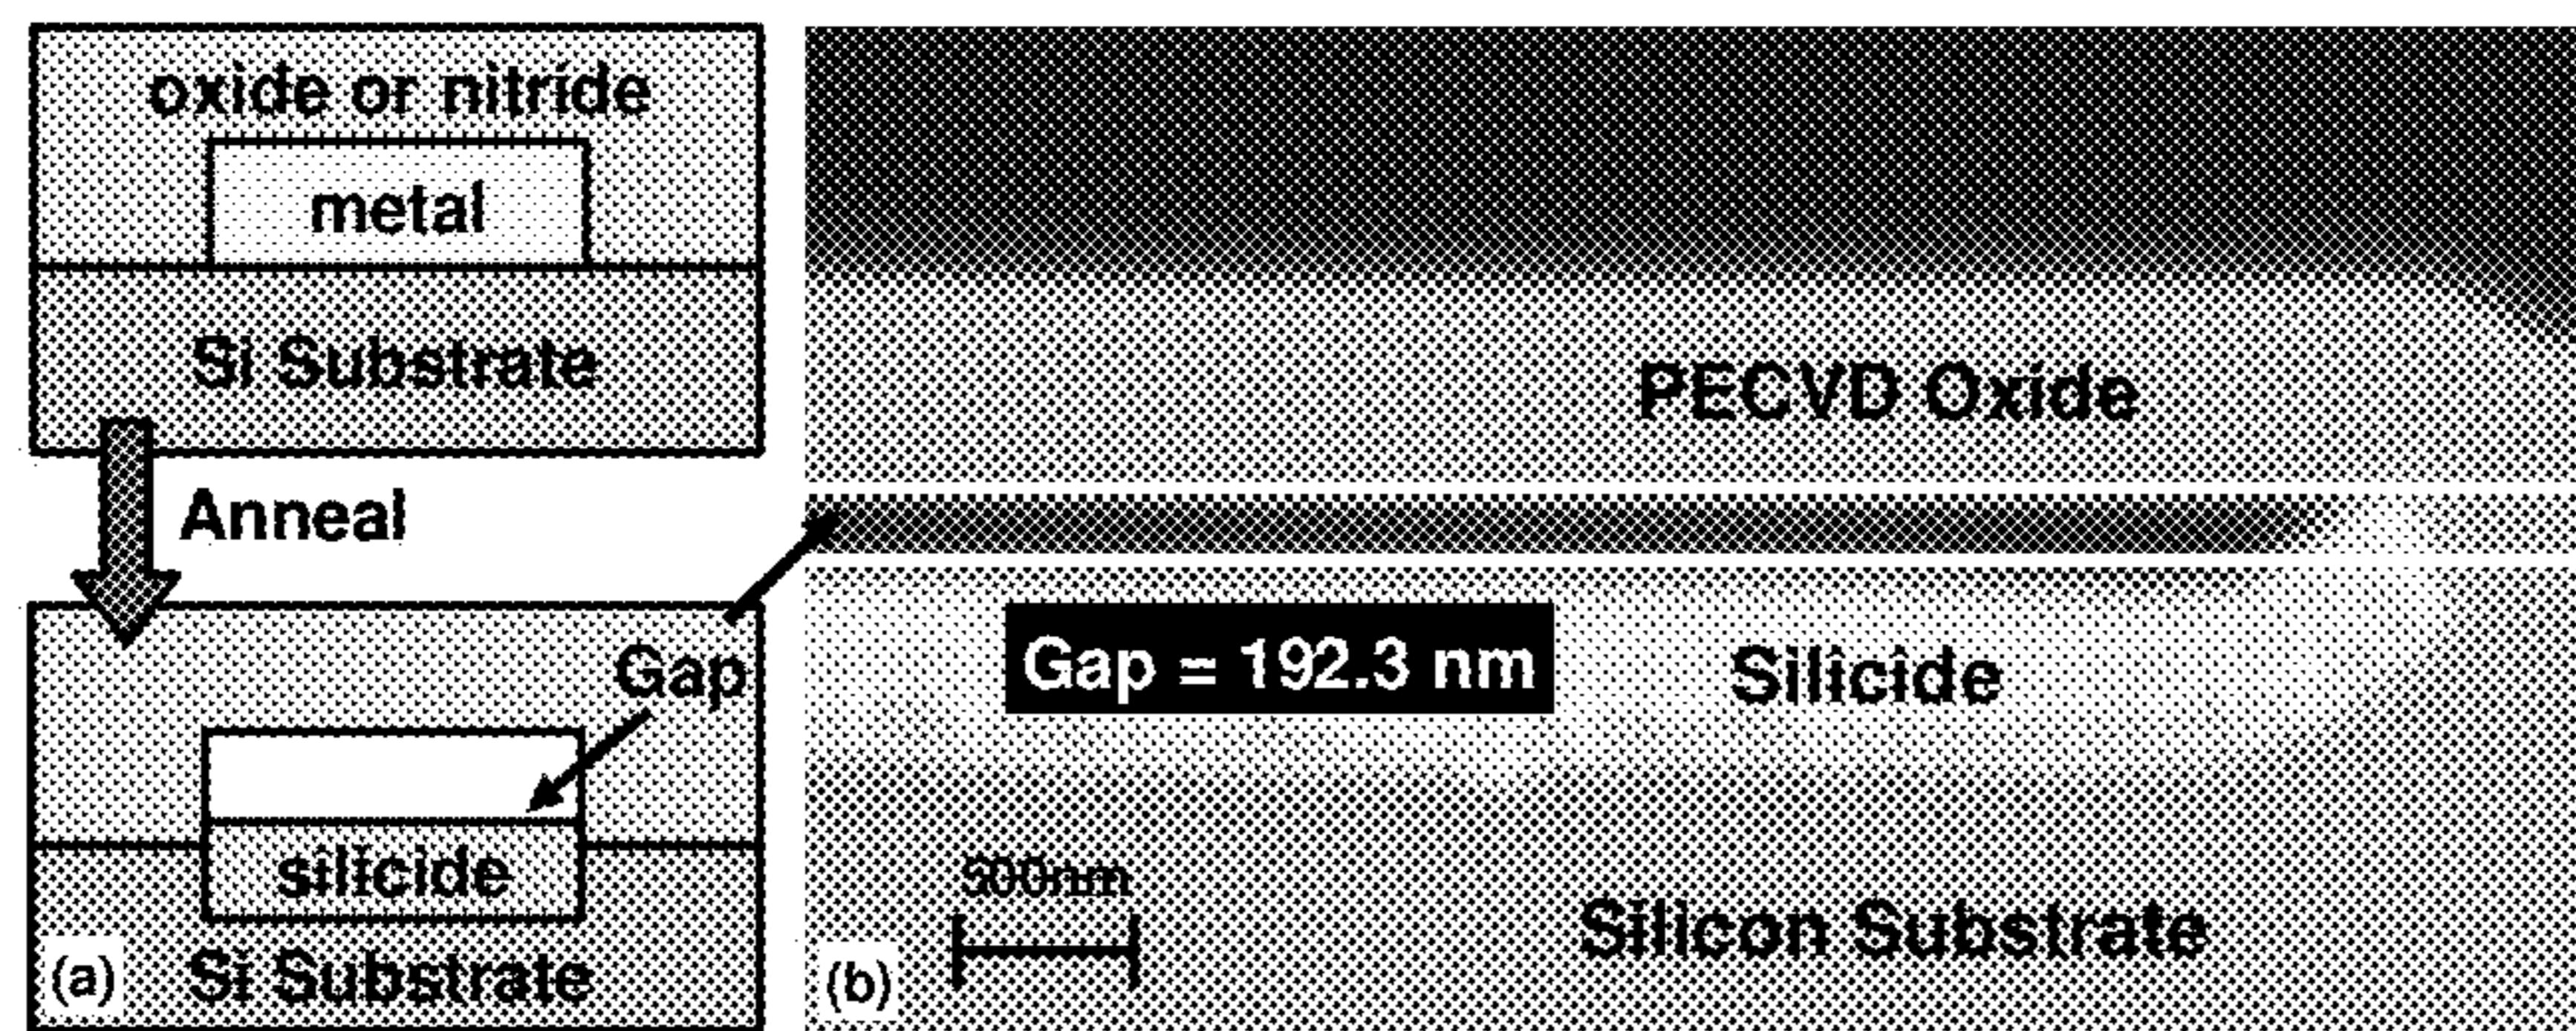 oxide or nitride
metal
Si Substrate
Anneal
Gap
silicide
Si Substrate
(a)
PECVD Oxide
Gap = 192.3 nm
Silicide
500nm
Silicon Substrate
(b)